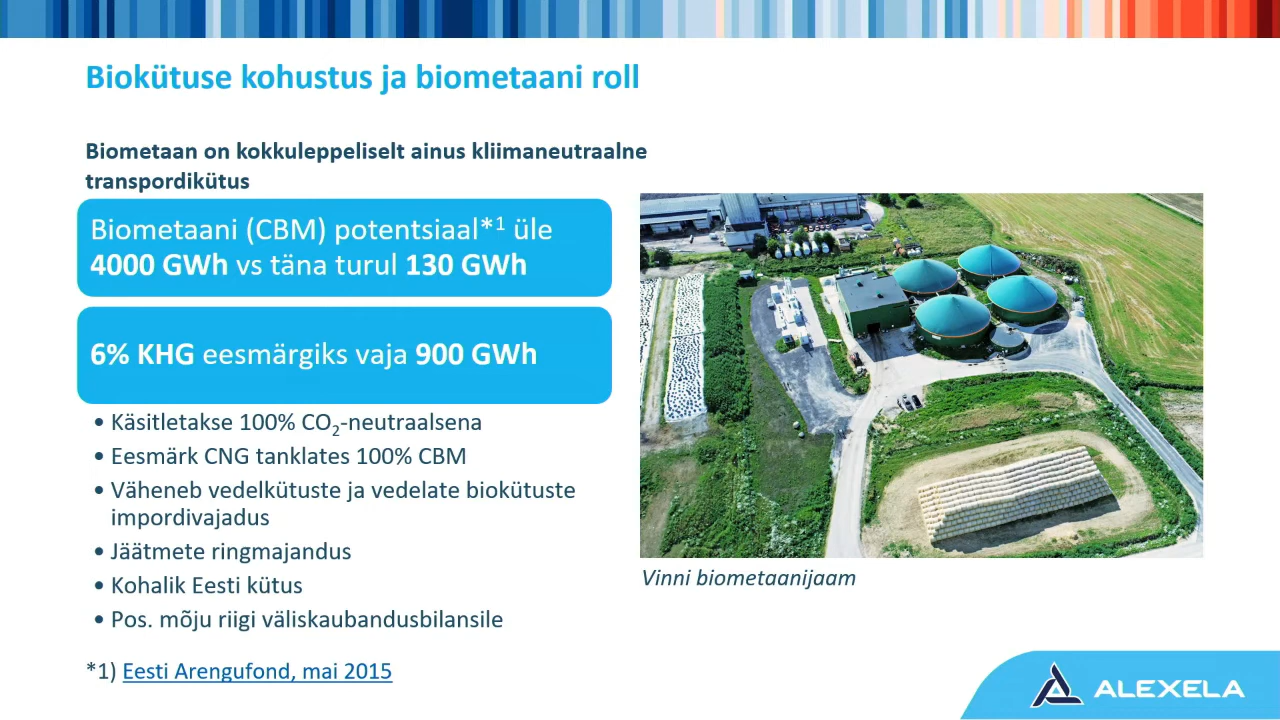 Biokütuse kohustus ja biometaani roll
Biometaan on kokkuleppeliselt ainus kliimaneutraalne
transpordikütus
Biometaani (CBM) potentsiaal*¹ üle
4000 GWh vs täna turul 130 GWh
6% KHG eesmärgiks vaja 900 GWh
• Käsitletakse 100% CO₂-neutraalsena
• Eesmärk CNG tanklates 100% CBM
• Väheneb vedelkütuste ja vedelate biokütuste
impordivajadus
• Jäätmete ringmajandus
• Kohalik Eesti kütus
• Pos. mõju riigi väliskaubandusbilansile
*1) Eesti Arengufond, mai 2015
Vinni biometaanijaam
ALEXELA